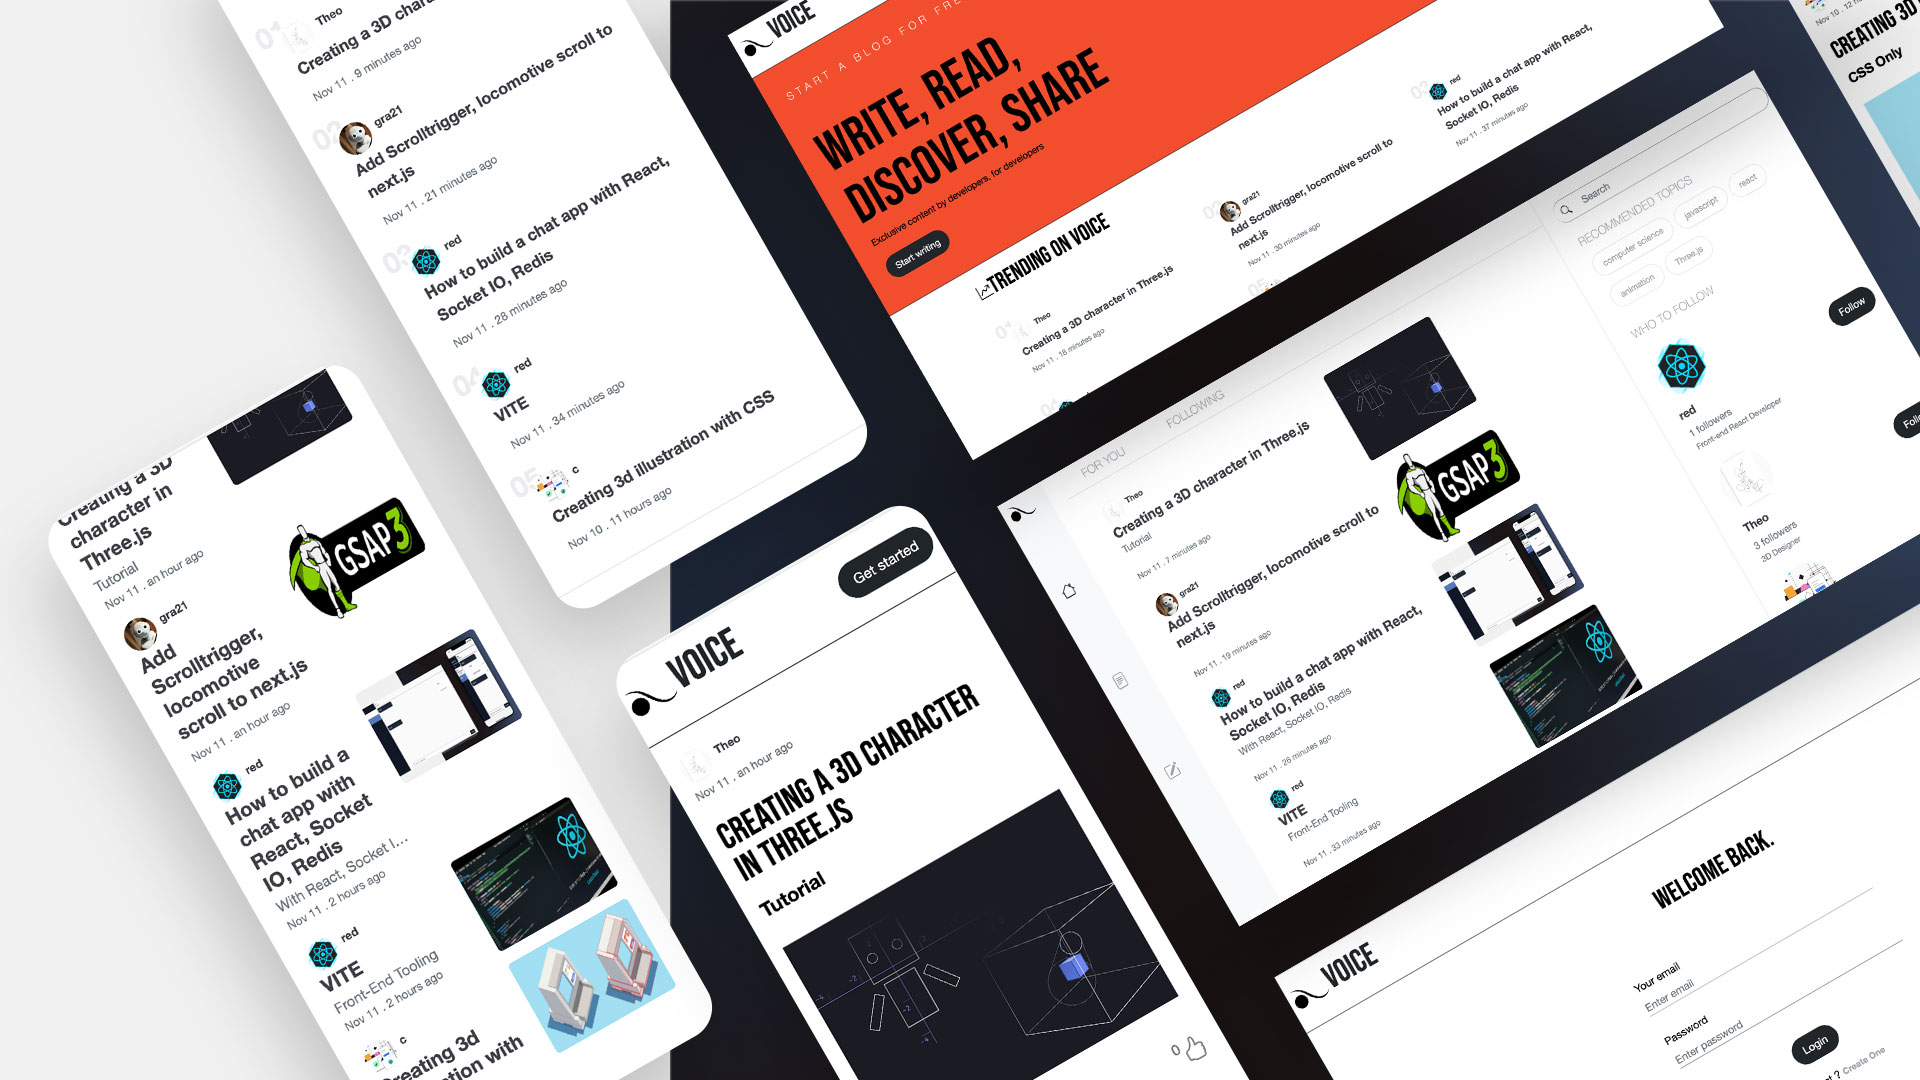 01
Theo
Creating a 3D chara
Nov 11 . 9 minutes ago
02
gra21
Add Scrolltrigger, locomotive scroll to
next.js
Nov 11 . 21 minutes ago
03
red
How to build a chat app with React,
Socket IO, Redis
Nov 11 . 28 minutes ago
04
red
VITE
Nov 11 . 34 minutes ago
05
c
Creating 3d illustration with CSS
Nov 10 . 11 hours ago
Creating a 3D
character in
Three.js
Tutorial
Nov 11 . an hour ago
GSAP3
gra21
Add
Scrolltrigger,
locomotive
scroll to next.js
Nov 11 . an hour ago
red
How to build a
chat app with
React, Socket
IO, Redis
With React, Socket I...
Nov 11 . 2 hours ago
red
VITE
Front-End Tooling
Nov 11 . 2 hours ago
c
Creating 3d
tion with
Get started
VOICE
Theo
Nov 11 . an hour ago
CREATING A 3D CHARACTER
IN THREE.JS
Tutorial
0
VOICE
START A BLOG FOR FRE
WRITE, READ,
DISCOVER, SHARE
Exclusive content by developers, for developers
Start writing
TRENDING ON VOICE
01
Theo
Creating a 3D character in Three.js
Nov 11 . 18 minutes ago
02
gra21
Add Scrolltrigger, locomotive scroll to
next.js
Nov 11 . 30 minutes ago
03
red
How to build a chat app with React,
Socket IO, Redis
Nov 11 . 37 minutes ago
04
05
FOR YOU
FOLLOWING
Theo
Creating a 3D character in Three.js
Tutorial
Nov 11 . 7 minutes ago
gra21
Add Scrolltrigger, locomotive scroll to
next.js
Nov 11 . 19 minutes ago
GSAP3
red
How to build a chat app with React,
Socket IO, Redis
With React, Socket IO, Redis
Nov 11 . 26 minutes ago
red
VITE
Front-End Tooling
Nov 11 . 33 minutes ago
Search
RECOMMENDED TOPICS
computer science
javascript
react
animation
Three.js
WHO TO FOLLOW
Follow
red
1 followers
Front-end React Developer
Follo
Theo
3 followers
3D Designer
Nov 10 . 12 h
CREATING 3D
CSS Only
VOICE
WELCOME BACK.
Your email
Enter email
Password
Enter password
Login
t ? Create One